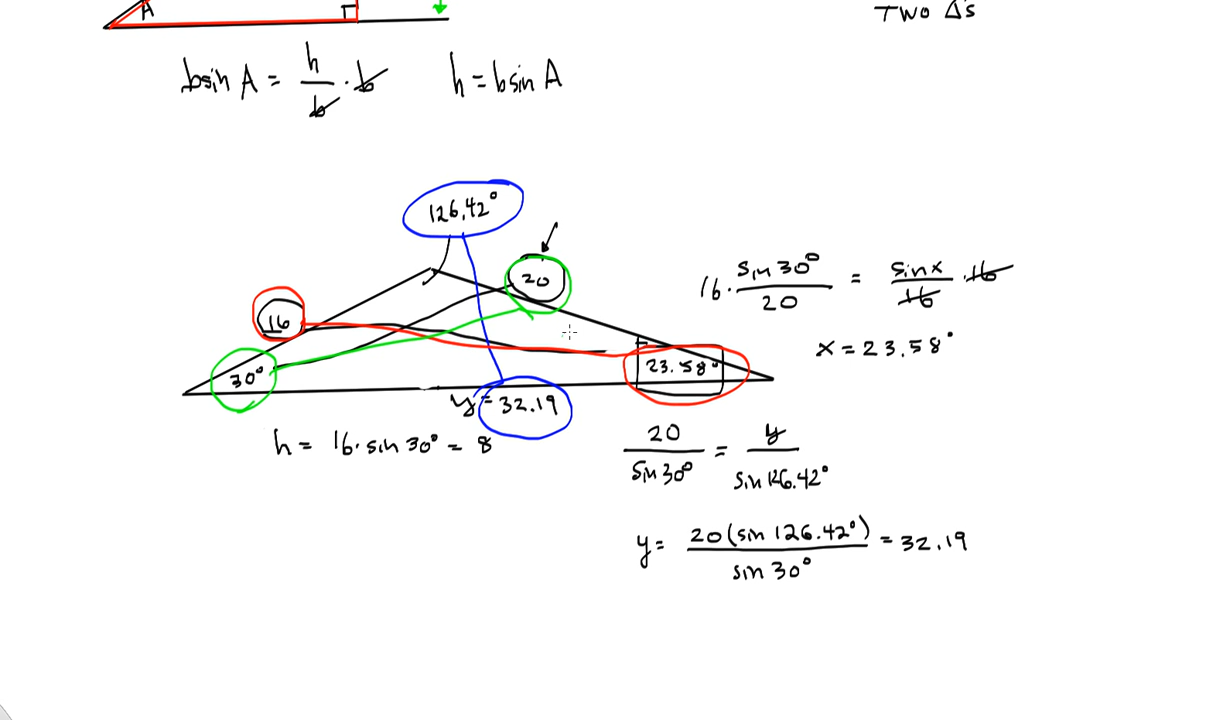 A
TWO Δ's
b sin A = h/b · b    h = b sin A
126.42°
20
16
30°
23.58°
y = 32.19
h = 16 · sin 30° = 8
16 · sin 30°/20 = sin x/16 · 16
x = 23.58°
20/sin 30° = y/sin 126.42°
y = 20(sin 126.42°)/sin 30° = 32.19